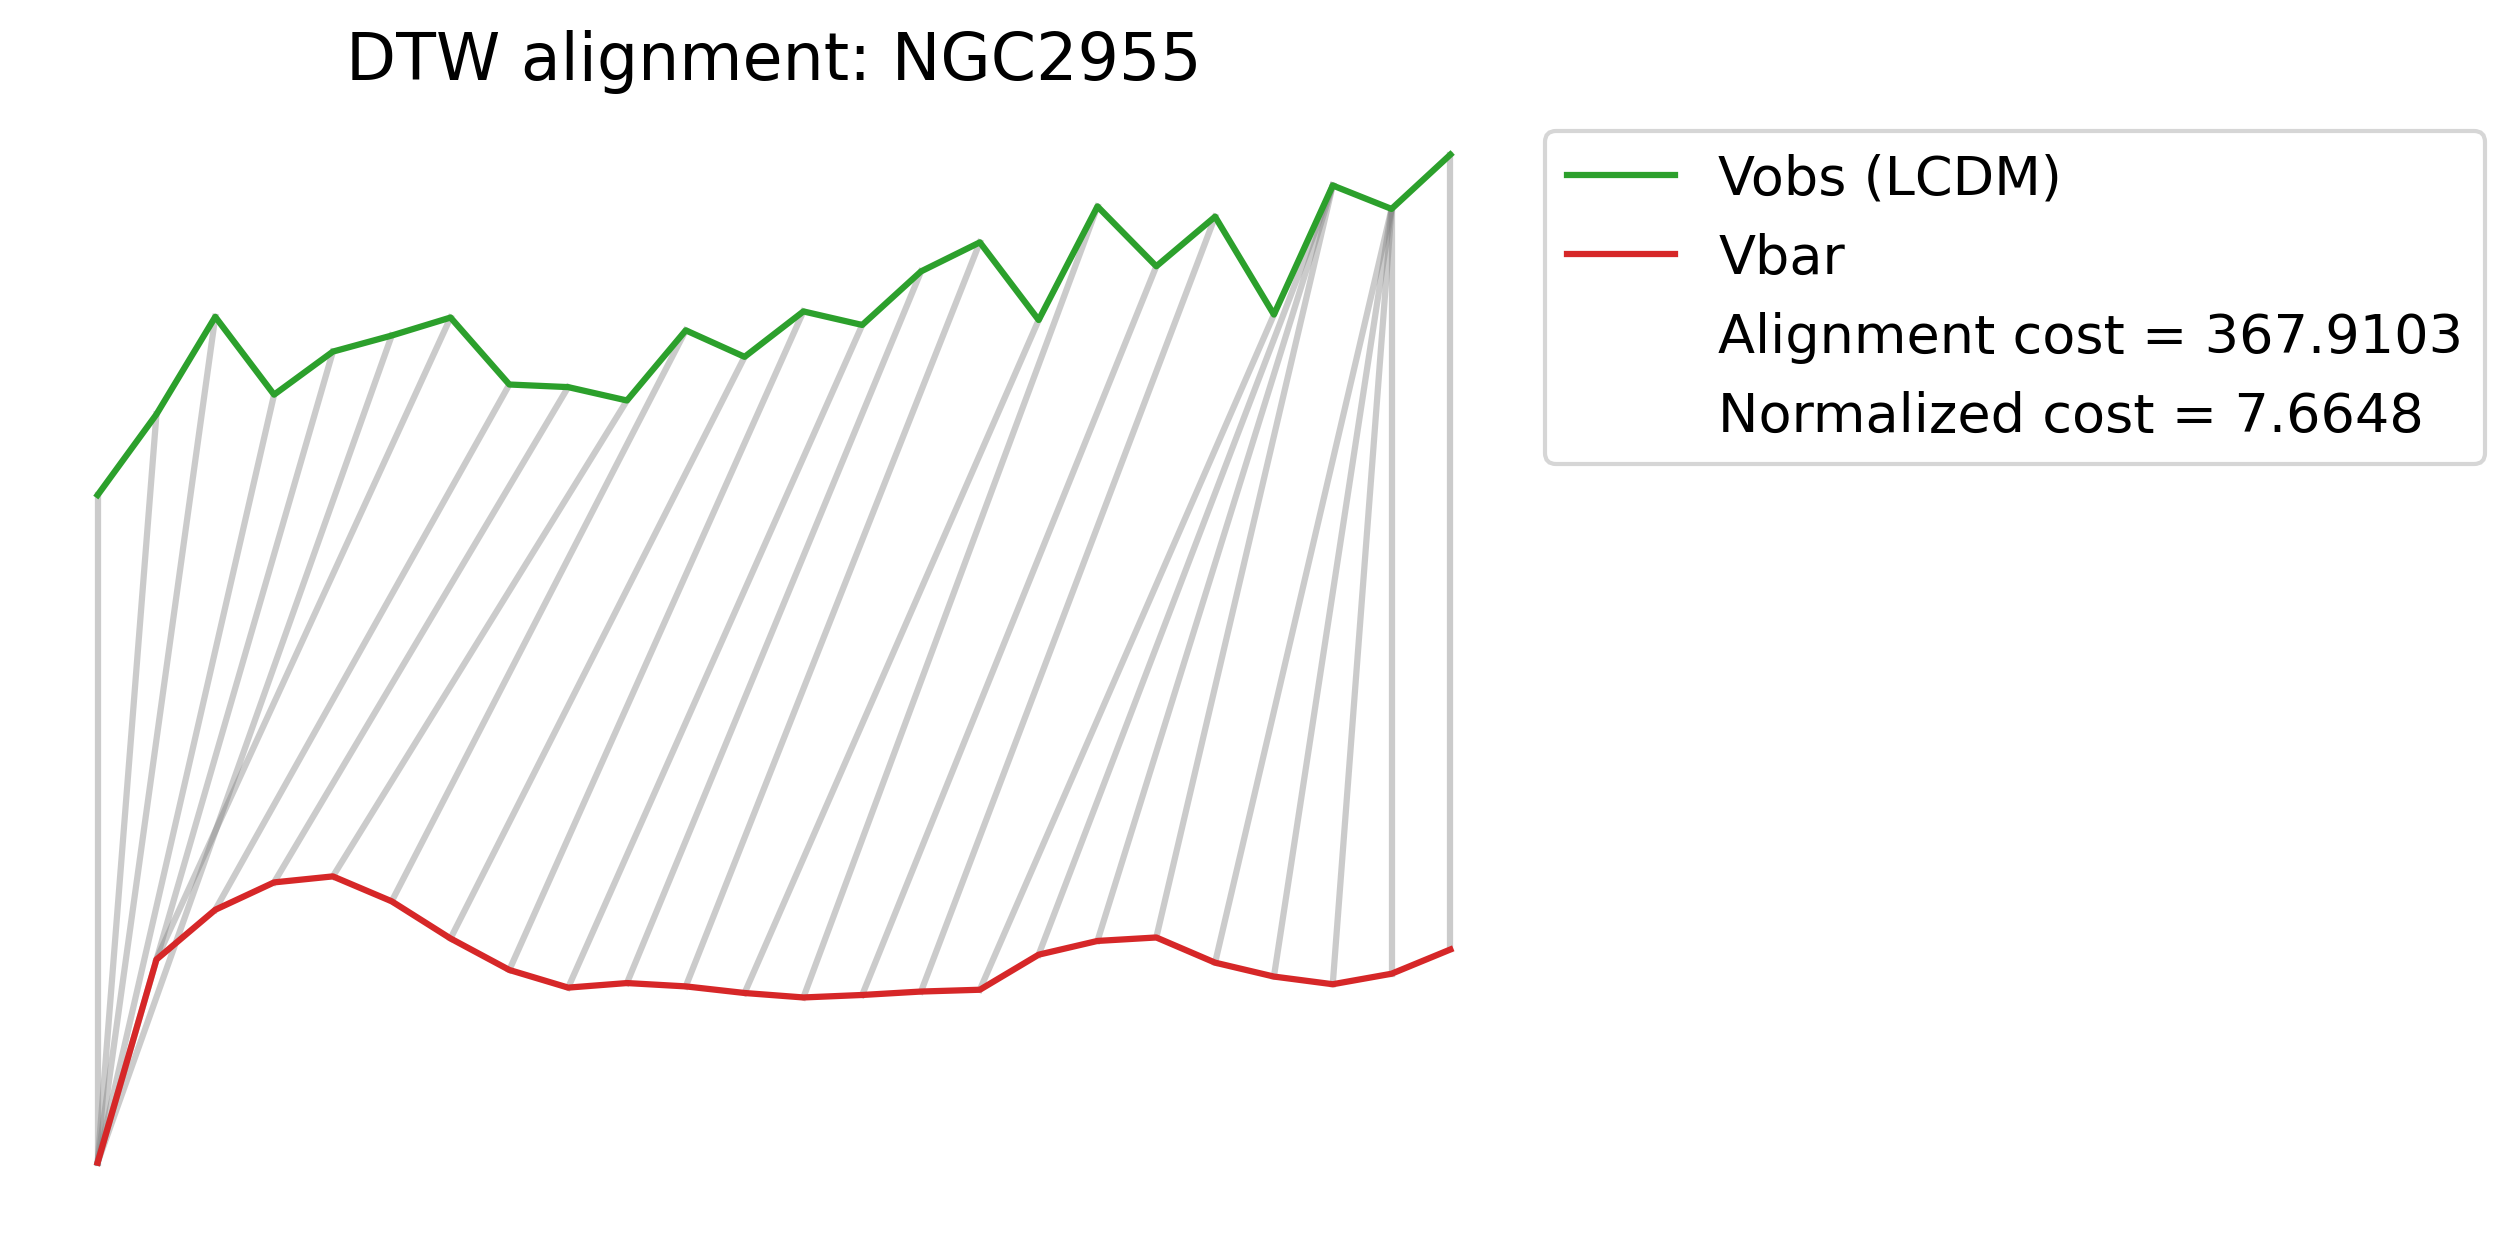 DTW alignment: NGC2955
Vobs (LCDM)
Vbar
Alignment cost = 367.9103
Normalized cost = 7.6648